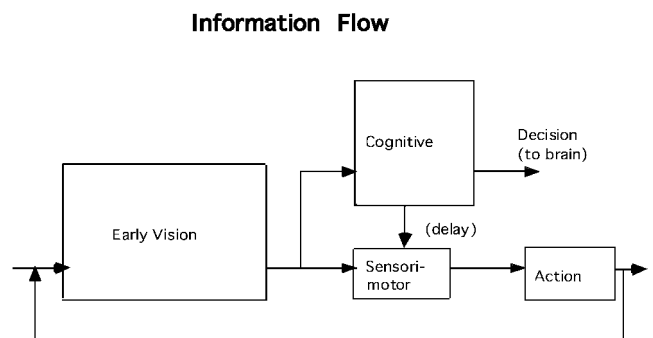 Information Flow
Cognitive
Decision
(to brain)
Early Vision
(delay)
Sensori-
motor
Action